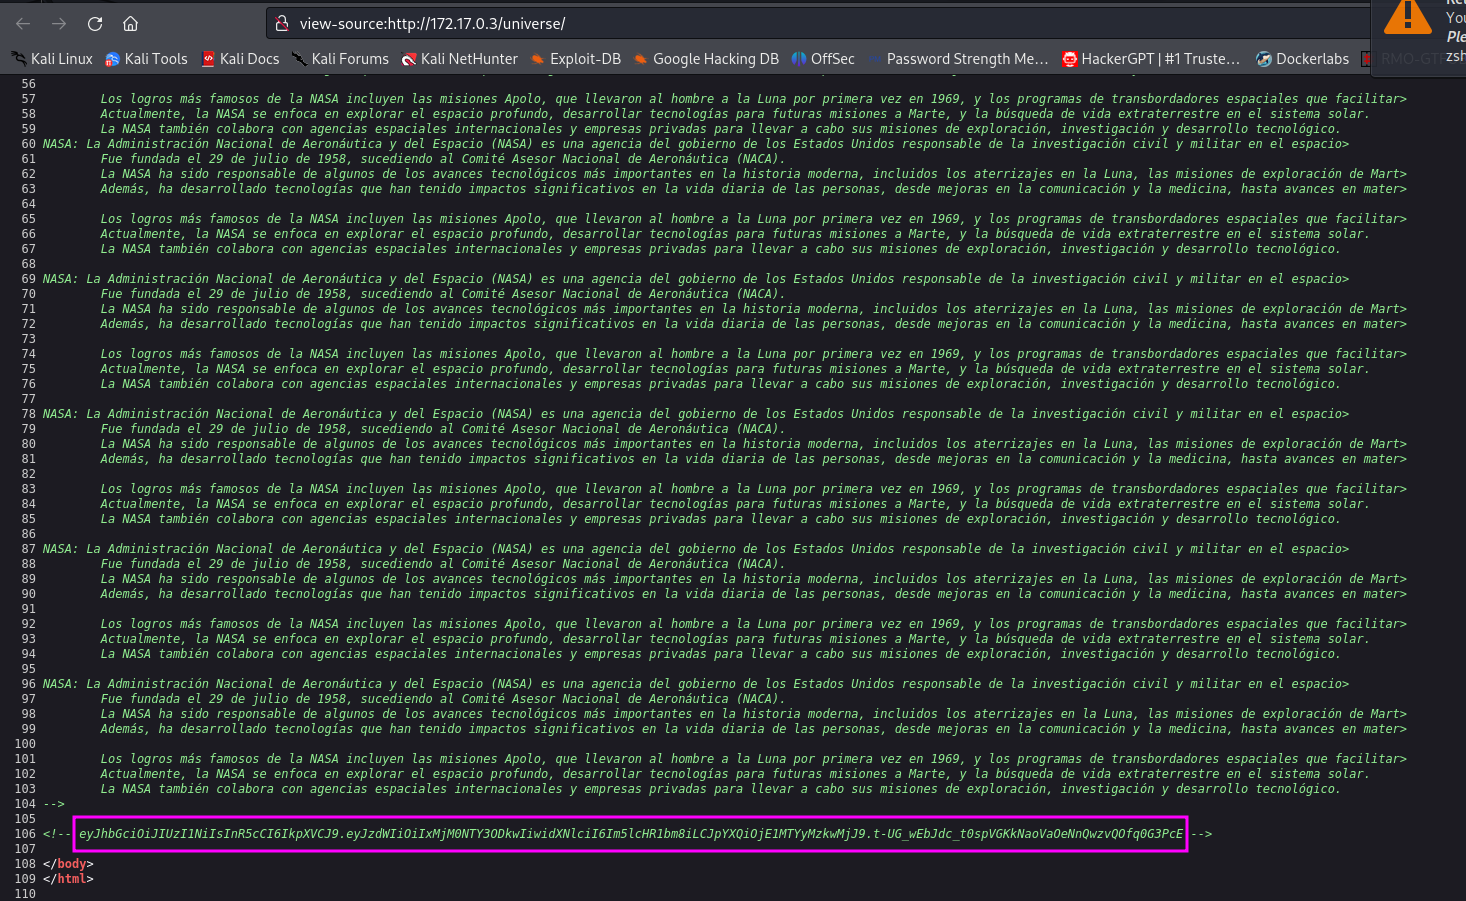 view-source:http://172.17.0.3/universe/
You
Ple
Kali Linux Kali Tools Kali Docs Kali Forums Kali NetHunter Exploit-DB Google Hacking DB OffSec Password Strength Me… HackerGPT | #1 Truste… Dockerlabs RMO-GTF zsh
56
57 Los logros más famosos de la NASA incluyen las misiones Apolo, que llevaron al hombre a la Luna por primera vez en 1969, y los programas de transbordadores espaciales que facilitar>
58 Actualmente, la NASA se enfoca en explorar el espacio profundo, desarrollar tecnologías para futuras misiones a Marte, y la búsqueda de vida extraterrestre en el sistema solar.
59 La NASA también colabora con agencias espaciales internacionales y empresas privadas para llevar a cabo sus misiones de exploración, investigación y desarrollo tecnológico.
60 NASA: La Administración Nacional de Aeronáutica y del Espacio (NASA) es una agencia del gobierno de los Estados Unidos responsable de la investigación civil y militar en el espacio>
61 Fue fundada el 29 de julio de 1958, sucediendo al Comité Asesor Nacional de Aeronáutica (NACA).
62 La NASA ha sido responsable de algunos de los avances tecnológicos más importantes en la historia moderna, incluidos los aterrizajes en la Luna, las misiones de exploración de Mart>
63 Además, ha desarrollado tecnologías que han tenido impactos significativos en la vida diaria de las personas, desde mejoras en la comunicación y la medicina, hasta avances en mater>
64
65 Los logros más famosos de la NASA incluyen las misiones Apolo, que llevaron al hombre a la Luna por primera vez en 1969, y los programas de transbordadores espaciales que facilitar>
66 Actualmente, la NASA se enfoca en explorar el espacio profundo, desarrollar tecnologías para futuras misiones a Marte, y la búsqueda de vida extraterrestre en el sistema solar.
67 La NASA también colabora con agencias espaciales internacionales y empresas privadas para llevar a cabo sus misiones de exploración, investigación y desarrollo tecnológico.
68
69 NASA: La Administración Nacional de Aeronáutica y del Espacio (NASA) es una agencia del gobierno de los Estados Unidos responsable de la investigación civil y militar en el espacio>
70 Fue fundada el 29 de julio de 1958, sucediendo al Comité Asesor Nacional de Aeronáutica (NACA).
71 La NASA ha sido responsable de algunos de los avances tecnológicos más importantes en la historia moderna, incluidos los aterrizajes en la Luna, las misiones de exploración de Mart>
72 Además, ha desarrollado tecnologías que han tenido impactos significativos en la vida diaria de las personas, desde mejoras en la comunicación y la medicina, hasta avances en mater>
73
74 Los logros más famosos de la NASA incluyen las misiones Apolo, que llevaron al hombre a la Luna por primera vez en 1969, y los programas de transbordadores espaciales que facilitar>
75 Actualmente, la NASA se enfoca en explorar el espacio profundo, desarrollar tecnologías para futuras misiones a Marte, y la búsqueda de vida extraterrestre en el sistema solar.
76 La NASA también colabora con agencias espaciales internacionales y empresas privadas para llevar a cabo sus misiones de exploración, investigación y desarrollo tecnológico.
77
78 NASA: La Administración Nacional de Aeronáutica y del Espacio (NASA) es una agencia del gobierno de los Estados Unidos responsable de la investigación civil y militar en el espacio>
79 Fue fundada el 29 de julio de 1958, sucediendo al Comité Asesor Nacional de Aeronáutica (NACA).
80 La NASA ha sido responsable de algunos de los avances tecnológicos más importantes en la historia moderna, incluidos los aterrizajes en la Luna, las misiones de exploración de Mart>
81 Además, ha desarrollado tecnologías que han tenido impactos significativos en la vida diaria de las personas, desde mejoras en la comunicación y la medicina, hasta avances en mater>
82
83 Los logros más famosos de la NASA incluyen las misiones Apolo, que llevaron al hombre a la Luna por primera vez en 1969, y los programas de transbordadores espaciales que facilitar>
84 Actualmente, la NASA se enfoca en explorar el espacio profundo, desarrollar tecnologías para futuras misiones a Marte, y la búsqueda de vida extraterrestre en el sistema solar.
85 La NASA también colabora con agencias espaciales internacionales y empresas privadas para llevar a cabo sus misiones de exploración, investigación y desarrollo tecnológico.
86
87 NASA: La Administración Nacional de Aeronáutica y del Espacio (NASA) es una agencia del gobierno de los Estados Unidos responsable de la investigación civil y militar en el espacio>
88 Fue fundada el 29 de julio de 1958, sucediendo al Comité Asesor Nacional de Aeronáutica (NACA).
89 La NASA ha sido responsable de algunos de los avances tecnológicos más importantes en la historia moderna, incluidos los aterrizajes en la Luna, las misiones de exploración de Mart>
90 Además, ha desarrollado tecnologías que han tenido impactos significativos en la vida diaria de las personas, desde mejoras en la comunicación y la medicina, hasta avances en mater>
91
92 Los logros más famosos de la NASA incluyen las misiones Apolo, que llevaron al hombre a la Luna por primera vez en 1969, y los programas de transbordadores espaciales que facilitar>
93 Actualmente, la NASA se enfoca en explorar el espacio profundo, desarrollar tecnologías para futuras misiones a Marte, y la búsqueda de vida extraterrestre en el sistema solar.
94 La NASA también colabora con agencias espaciales internacionales y empresas privadas para llevar a cabo sus misiones de exploración, investigación y desarrollo tecnológico.
95
96 NASA: La Administración Nacional de Aeronáutica y del Espacio (NASA) es una agencia del gobierno de los Estados Unidos responsable de la investigación civil y militar en el espacio>
97 Fue fundada el 29 de julio de 1958, sucediendo al Comité Asesor Nacional de Aeronáutica (NACA).
98 La NASA ha sido responsable de algunos de los avances tecnológicos más importantes en la historia moderna, incluidos los aterrizajes en la Luna, las misiones de exploración de Mart>
99 Además, ha desarrollado tecnologías que han tenido impactos significativos en la vida diaria de las personas, desde mejoras en la comunicación y la medicina, hasta avances en mater>
100
101 Los logros más famosos de la NASA incluyen las misiones Apolo, que llevaron al hombre a la Luna por primera vez en 1969, y los programas de transbordadores espaciales que facilitar>
102 Actualmente, la NASA se enfoca en explorar el espacio profundo, desarrollar tecnologías para futuras misiones a Marte, y la búsqueda de vida extraterrestre en el sistema solar.
103 La NASA también colabora con agencias espaciales internacionales y empresas privadas para llevar a cabo sus misiones de exploración, investigación y desarrollo tecnológico.
104 -->
105
106 <!-- eyJhbGciOiJIUzI1NiIsInR5cCI6IkpXVCJ9.eyJzdWIiOiIxMjM0NTY3ODkwIiwidXNlciI6Im5lcHR1bm8iLCJpYXQiOjE1MTYyMzkwMjJ9.t-UG_wEbJdc_t0spVGKkNaoVaOeNnQwzvQOfq0G3PcE -->
107
108 </body>
109 </html>
110